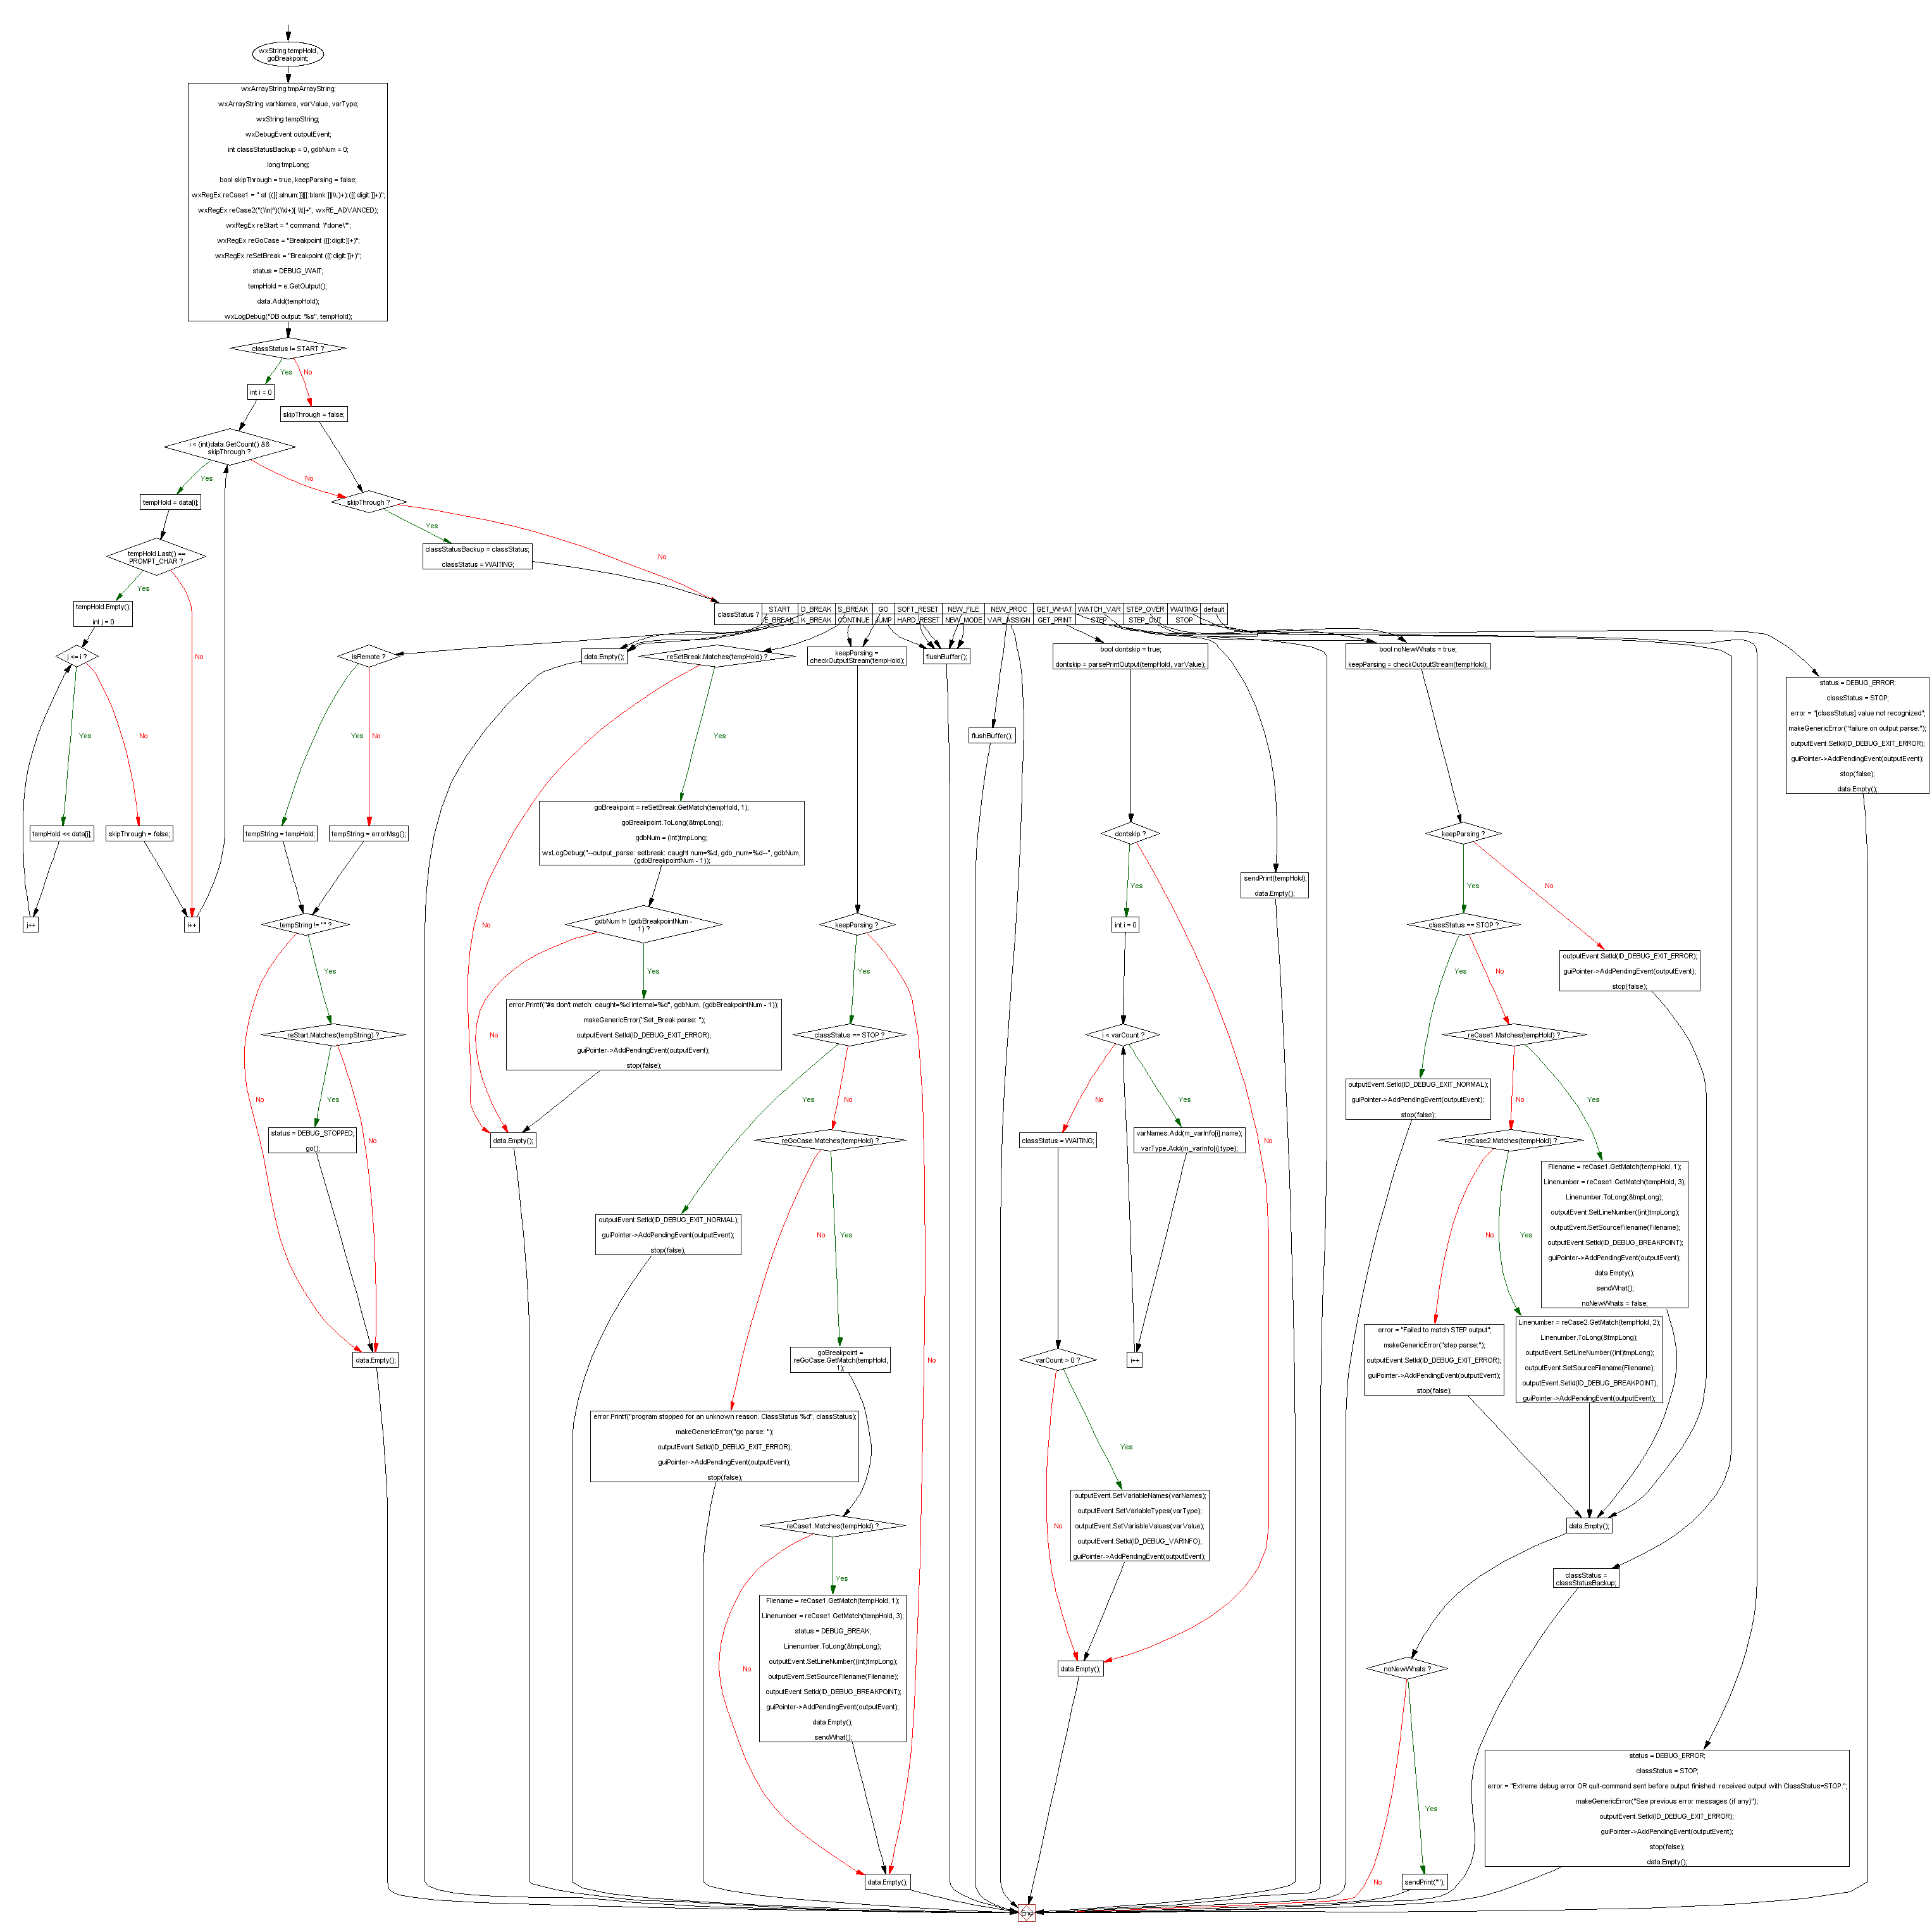 wxString tempHold,
goBreakpoint;
wxArrayString tmpArrayString;
wxArrayString varNames, varValue, varType;
wxString tempString;
wxDebugEvent outputEvent;
int classStatusBackup = 0, gdbNum = 0;
long tmpLong;
bool skipThrough = true, keepParsing = false;
wxRegEx reCase1 = " at (([[:alnum:]]|[[:blank:]]|\\.)+):([[:digit:]]+)";
wxRegEx reCase2("(\\n|^)(\\d+)[ \\t]+", wxRE_ADVANCED);
wxRegEx reStart = " command: \"done\"";
wxRegEx reGoCase = "Breakpoint ([[:digit:]]+)";
wxRegEx reSetBreak = "Breakpoint ([[:digit:]]+)";
status = DEBUG_WAIT;
tempHold = e.GetOutput();
data.Add(tempHold);
wxLogDebug("DB output: %s", tempHold);
classStatus != START ?
Yes
No
int i = 0
skipThrough = false;
i < (int)data.GetCount() &&
skipThrough ?
Yes
No
tempHold = data[i];
skipThrough ?
Yes
No
tempHold.Last() ==
PROMPT_CHAR ?
Yes
No
classStatusBackup = classStatus;
classStatus = WAITING;
tempHold.Empty();
int j = 0
j <= i ?
Yes
No
tempHold << data[j];
skipThrough = false;
j++
i++
classStatus ?
START D_BREAK S_BREAK GO SOFT_RESET NEW_FILE NEW_PROC GET_WHAT WATCH_VAR STEP_OVER WAITING default
E_BREAK K_BREAK CONTINUE JUMP HARD_RESET NEW_MODE VAR_ASSIGN GET_PRINT STEP STEP_OUT STOP
isRemote ?
Yes
No
tempString = tempHold;
tempString = errorMsg();
tempString != "" ?
Yes
No
reStart.Matches(tempString) ?
Yes
No
status = DEBUG_STOPPED;
go();
data.Empty();
data.Empty();
reSetBreak.Matches(tempHold) ?
Yes
No
goBreakpoint = reSetBreak.GetMatch(tempHold, 1);
goBreakpoint.ToLong(&tmpLong);
gdbNum = (int)tmpLong;
wxLogDebug("--output_parse: setbreak: caught num=%d, gdb_num=%d--", gdbNum,
(gdbBreakpointNum - 1));
gdbNum != (gdbBreakpointNum -
1) ?
Yes
No
error.Printf("#s don't match: caught=%d internal=%d", gdbNum, (gdbBreakpointNum - 1));
makeGenericError("Set_Break parse: ");
outputEvent.SetId(ID_DEBUG_EXIT_ERROR);
guiPointer->AddPendingEvent(outputEvent);
stop(false);
data.Empty();
keepParsing =
checkOutputStream(tempHold);
keepParsing ?
Yes
No
classStatus == STOP ?
Yes
No
outputEvent.SetId(ID_DEBUG_EXIT_NORMAL);
guiPointer->AddPendingEvent(outputEvent);
stop(false);
reGoCase.Matches(tempHold) ?
No
Yes
goBreakpoint =
reGoCase.GetMatch(tempHold,
1);
error.Printf("program stopped for an unknown reason. ClassStatus %d", classStatus);
makeGenericError("go parse: ");
outputEvent.SetId(ID_DEBUG_EXIT_ERROR);
guiPointer->AddPendingEvent(outputEvent);
stop(false);
reCase1.Matches(tempHold) ?
Yes
No
Filename = reCase1.GetMatch(tempHold, 1);
Linenumber = reCase1.GetMatch(tempHold, 3);
status = DEBUG_BREAK;
Linenumber.ToLong(&tmpLong);
outputEvent.SetLineNumber((int)tmpLong);
outputEvent.SetSourceFilename(Filename);
outputEvent.SetId(ID_DEBUG_BREAKPOINT);
guiPointer->AddPendingEvent(outputEvent);
data.Empty();
sendWhat();
data.Empty();
flushBuffer();
flushBuffer();
bool dontskip = true;
dontskip = parsePrintOutput(tempHold, varValue);
dontskip ?
Yes
No
int i = 0
i < varCount ?
No
Yes
classStatus = WAITING;
varNames.Add(m_varInfo[i].name);
varType.Add(m_varInfo[i].type);
i++
varCount > 0 ?
Yes
No
outputEvent.SetVariableNames(varNames);
outputEvent.SetVariableTypes(varType);
outputEvent.SetVariableValues(varValue);
outputEvent.SetId(ID_DEBUG_VARINFO);
guiPointer->AddPendingEvent(outputEvent);
data.Empty();
sendPrint(tempHold);
data.Empty();
bool noNewWhats = true;
keepParsing = checkOutputStream(tempHold);
keepParsing ?
Yes
No
classStatus == STOP ?
Yes
No
outputEvent.SetId(ID_DEBUG_EXIT_ERROR);
guiPointer->AddPendingEvent(outputEvent);
stop(false);
reCase1.Matches(tempHold) ?
No
Yes
outputEvent.SetId(ID_DEBUG_EXIT_NORMAL);
guiPointer->AddPendingEvent(outputEvent);
stop(false);
reCase2.Matches(tempHold) ?
No
Yes
Filename = reCase1.GetMatch(tempHold, 1);
Linenumber = reCase1.GetMatch(tempHold, 3);
Linenumber.ToLong(&tmpLong);
outputEvent.SetLineNumber((int)tmpLong);
outputEvent.SetSourceFilename(Filename);
outputEvent.SetId(ID_DEBUG_BREAKPOINT);
guiPointer->AddPendingEvent(outputEvent);
data.Empty();
sendWhat();
noNewWhats = false;
error = "Failed to match STEP output";
makeGenericError("step parse:");
outputEvent.SetId(ID_DEBUG_EXIT_ERROR);
guiPointer->AddPendingEvent(outputEvent);
stop(false);
Linenumber = reCase2.GetMatch(tempHold, 2);
Linenumber.ToLong(&tmpLong);
outputEvent.SetLineNumber((int)tmpLong);
outputEvent.SetSourceFilename(Filename);
outputEvent.SetId(ID_DEBUG_BREAKPOINT);
guiPointer->AddPendingEvent(outputEvent);
data.Empty();
classStatus =
classStatusBackup;
noNewWhats ?
Yes
No
sendPrint("");
status = DEBUG_ERROR;
classStatus = STOP;
error = "Extreme debug error OR quit-command sent before output finished: received output with ClassStatus=STOP.";
makeGenericError("See previous error messages (if any)");
outputEvent.SetId(ID_DEBUG_EXIT_ERROR);
guiPointer->AddPendingEvent(outputEvent);
stop(false);
data.Empty();
status = DEBUG_ERROR;
classStatus = STOP;
error = "[classStatus] value not recognized";
makeGenericError("failure on output parse:");
outputEvent.SetId(ID_DEBUG_EXIT_ERROR);
guiPointer->AddPendingEvent(outputEvent);
stop(false);
data.Empty();
End